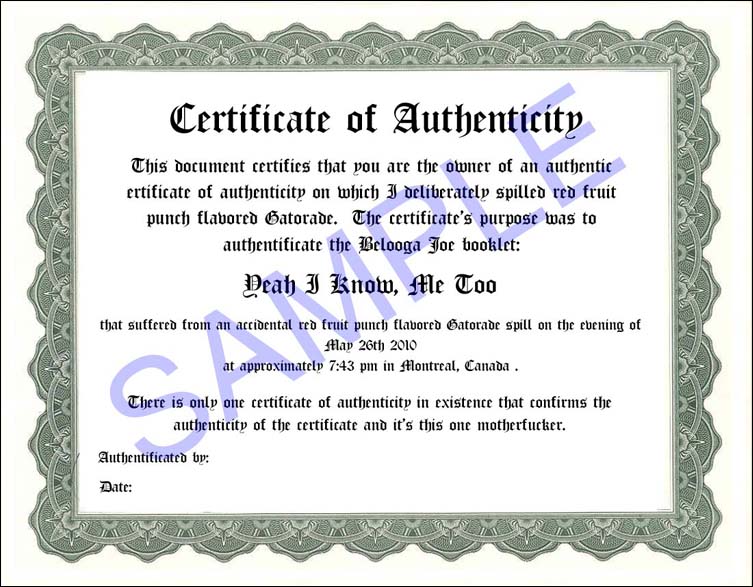 Certificate of Authenticity
This document certifies that you are the owner of an authentic
ertificate of authenticity on which I deliberately spilled red fruit
punch flavored Gatorade. The certificate's purpose was to
authentificate the Belooga Joe booklet:
Yeah I Know, Me Too
that suffered from an accidental red fruit punch flavored Gatorade spill on the evening of
May 26th 2010
at approximately 7:43 pm in Montreal, Canada .
There is only one certificate of authenticity in existence that confirms the
authenticity of the certificate and it's this one motherfucker.
Authentificated by:
Date:
SAMPLE